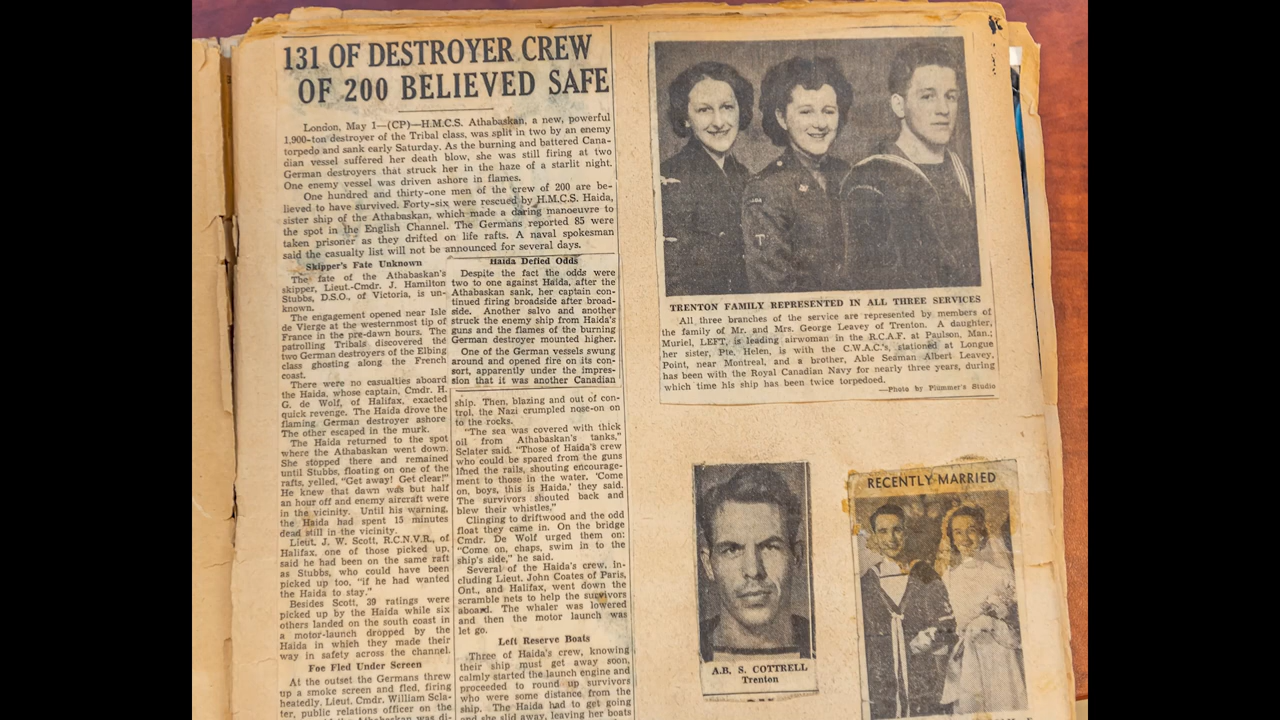 131 OF DESTROYER CREW
OF 200 BELIEVED SAFE
London, May 1—(CP)—H.M.C.S. Athabaskan, a new, powerful
1,900-ton destroyer of the Tribal class, was split in two by an enemy
torpedo and sank early Saturday. As the burning and battered Cana-
dian vessel suffered her death blow, she was still firing at two
German destroyers that struck her in the haze of a starlit night.
One enemy vessel was driven ashore in flames.
One hundred and thirty-one men of the crew of 200 are be-
lieved to have survived. Forty-six were rescued by H.M.C.S. Haida,
sister ship of the Athabaskan, which made a daring manoeuvre to
the spot in the English Channel. The Germans reported 85 were
taken prisoner as they drifted on life rafts. A naval spokesman
said the casualty list will not be announced for several days.
Skipper's Fate Unknown
The fate of the Athabaskan's
skipper, Lieut.-Cmdr. J. Hamilton
Stubbs, D.S.O., of Victoria, is un-
known.
The engagement opened near Isle
de Vierge at the westernmost tip of
France in the pre-dawn hours. The
patrolling Tribals discovered the
two German destroyers of the Elbing
class ghosting along the French
coast.
There were no casualties aboard
the Haida, whose captain, Cmdr. H.
G. de Wolf, of Halifax, exacted
quick revenge. The Haida drove the
flaming German destroyer ashore
The other escaped in the murk.
The Haida returned to the spot
where the Athabaskan went down.
She stopped there and remained
until Stubbs, floating on one of the
rafts, yelled, "Get away! Get clear!"
He knew that dawn was but half
an hour off and enemy aircraft were
in the vicinity. Until his warning,
the Haida had spent 15 minutes
dead still in the vicinity.
Lieut. J. W. Scott, R.C.N.V.R., of
Halifax, one of those picked up,
said he had been on the same raft
as Stubbs, who could have been
picked up too, "if he had wanted
the Haida to stay."
Besides Scott, 39 ratings were
picked up by the Haida while six
others landed on the south coast in
a motor-launch dropped by the
Haida in which they made their
way in safety across the channel.
Foe Fled Under Screen
At the outset the Germans threw
up a smoke screen and fled, firing
heatedly. Lieut. Cmdr. William Scla-
ter, public relations officer on the
Haida Defied Odds
Despite the fact the odds were
two to one against Haida, after the
Athabaskan sank, her captain con-
tinued firing broadside after broad-
side. Another salvo and another
struck the enemy ship from Haida's
guns and the flames of the burning
German destroyer mounted higher.
One of the German vessels swung
around and opened fire on its con-
sort, apparently under the impres-
sion that it was another Canadian
ship. Then, blazing and out of con-
trol, the Nazi crumpled nose-on on
to the rocks.
"The sea was covered with thick
oil from Athabaskan's tanks,"
Sclater said. "Those of Haida's crew
who could be spared from the guns
lined the rails, shouting encourage-
ment to those in the water. 'Come
on, boys, this is Haida,' they said.
The survivors shouted back and
blew their whistles,"
Clinging to driftwood and the odd
float they came in. On the bridge
Cmdr. De Wolf urged them on:
"Come on, chaps, swim in to the
ship's side," he said.
Several of the Haida's crew, in-
cluding Lieut. John Coates of Paris,
Ont., and Halifax, went down the
scramble nets to help the survivors
aboard. The whaler was lowered
and then the motor launch was
let go.
Left Reserve Boats
Three of Haida's crew, knowing
their ship must get away soon,
calmly started the launch engine and
proceeded to round up survivors
who were some distance from the
ship. The Haida had to get going
and she slid away, leaving her boats
TRENTON FAMILY REPRESENTED IN ALL THREE SERVICES
All three branches of the service are represented by members of
the family of Mr. and Mrs. George Leavey of Trenton. A daughter,
Muriel, LEFT, is leading airwoman in the R.C.A.F. at Paulson, Man.;
her sister, Pte. Helen, is with the C.W.A.C.'s, stationed at Longue
Point, near Montreal, and a brother, Able Seaman Albert Leavey,
has been with the Royal Canadian Navy for nearly three years, during
which time his ship has been twice torpedoed.
—Photo by Plummer's Studio
A.B. S. COTTRELL
Trenton
RECENTLY MARRIED